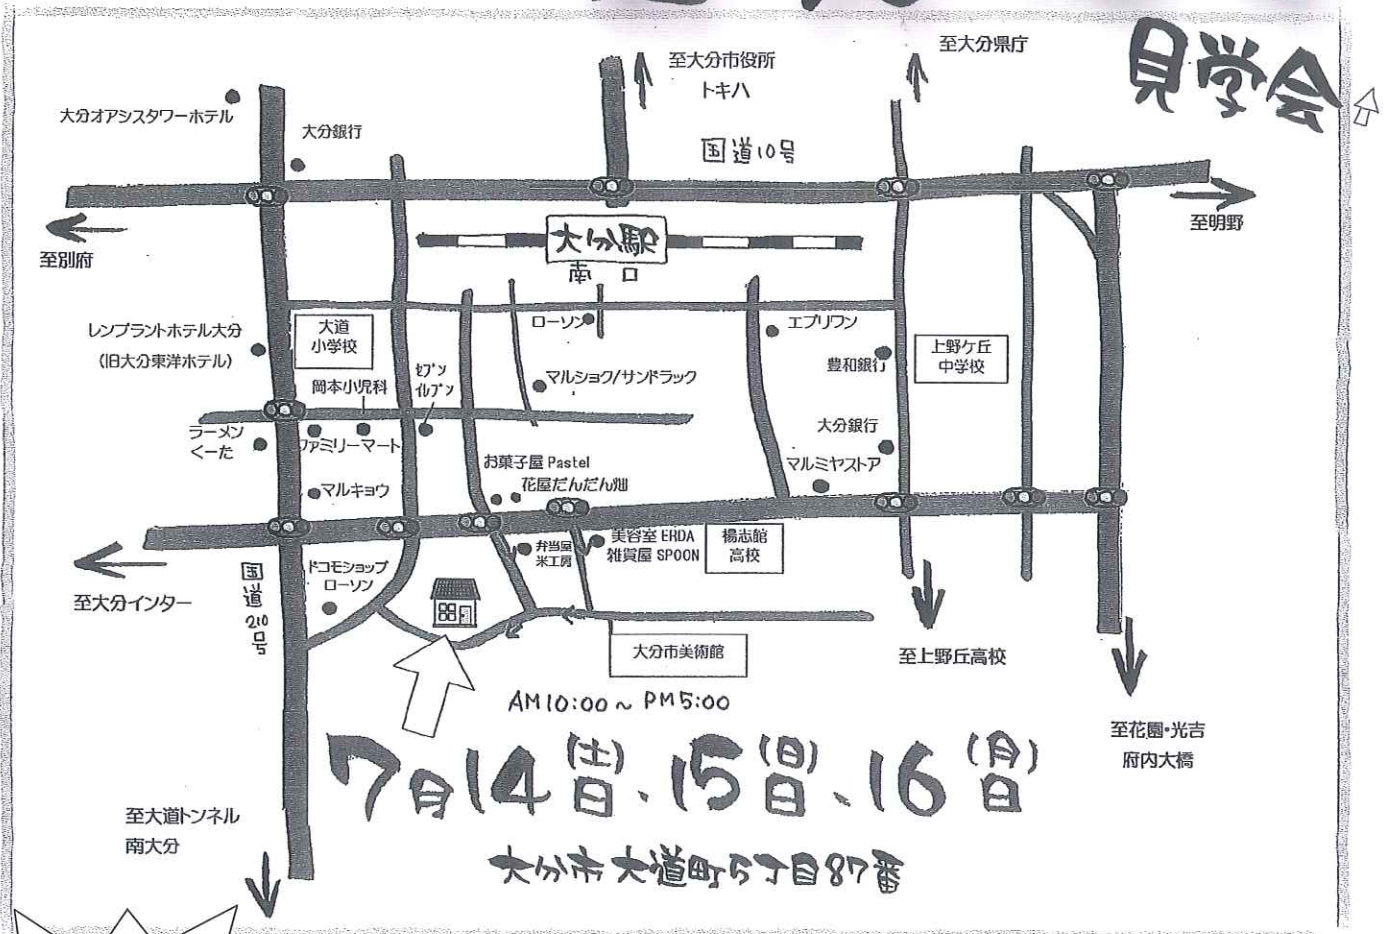 見学会
至大分市役所
トキハ
至大分県庁
大分オアシスタワーホテル
大分銀行
国道10号
至別府
大分駅
南口
至明野
レンブラントホテル大分
(旧大分東洋ホテル)
大道
小学校
ローソン
エブリワン
豊和銀行
上野ケ丘
中学校
岡本小児科
セブン
イレブン
マルショク/サンドラック
ラーメン
くーた
ファミリーマート
大分銀行
お菓子屋 Pastel
花屋だんだん畑
マルミヤストア
マルキョウ
弁当屋
米工房
美容室 ERDA
雑貨屋 SPOON
楊志館
高校
至大分インター
国道210号
ドコモショップ
ローソン
大分市美術館
至上野丘高校
AM10:00~PM5:00
至花園・光吉
府内大橋
7月14日(土)、15日(日)、16日(月)
至大道トンネル
南大分
大分市大道町5丁目87番